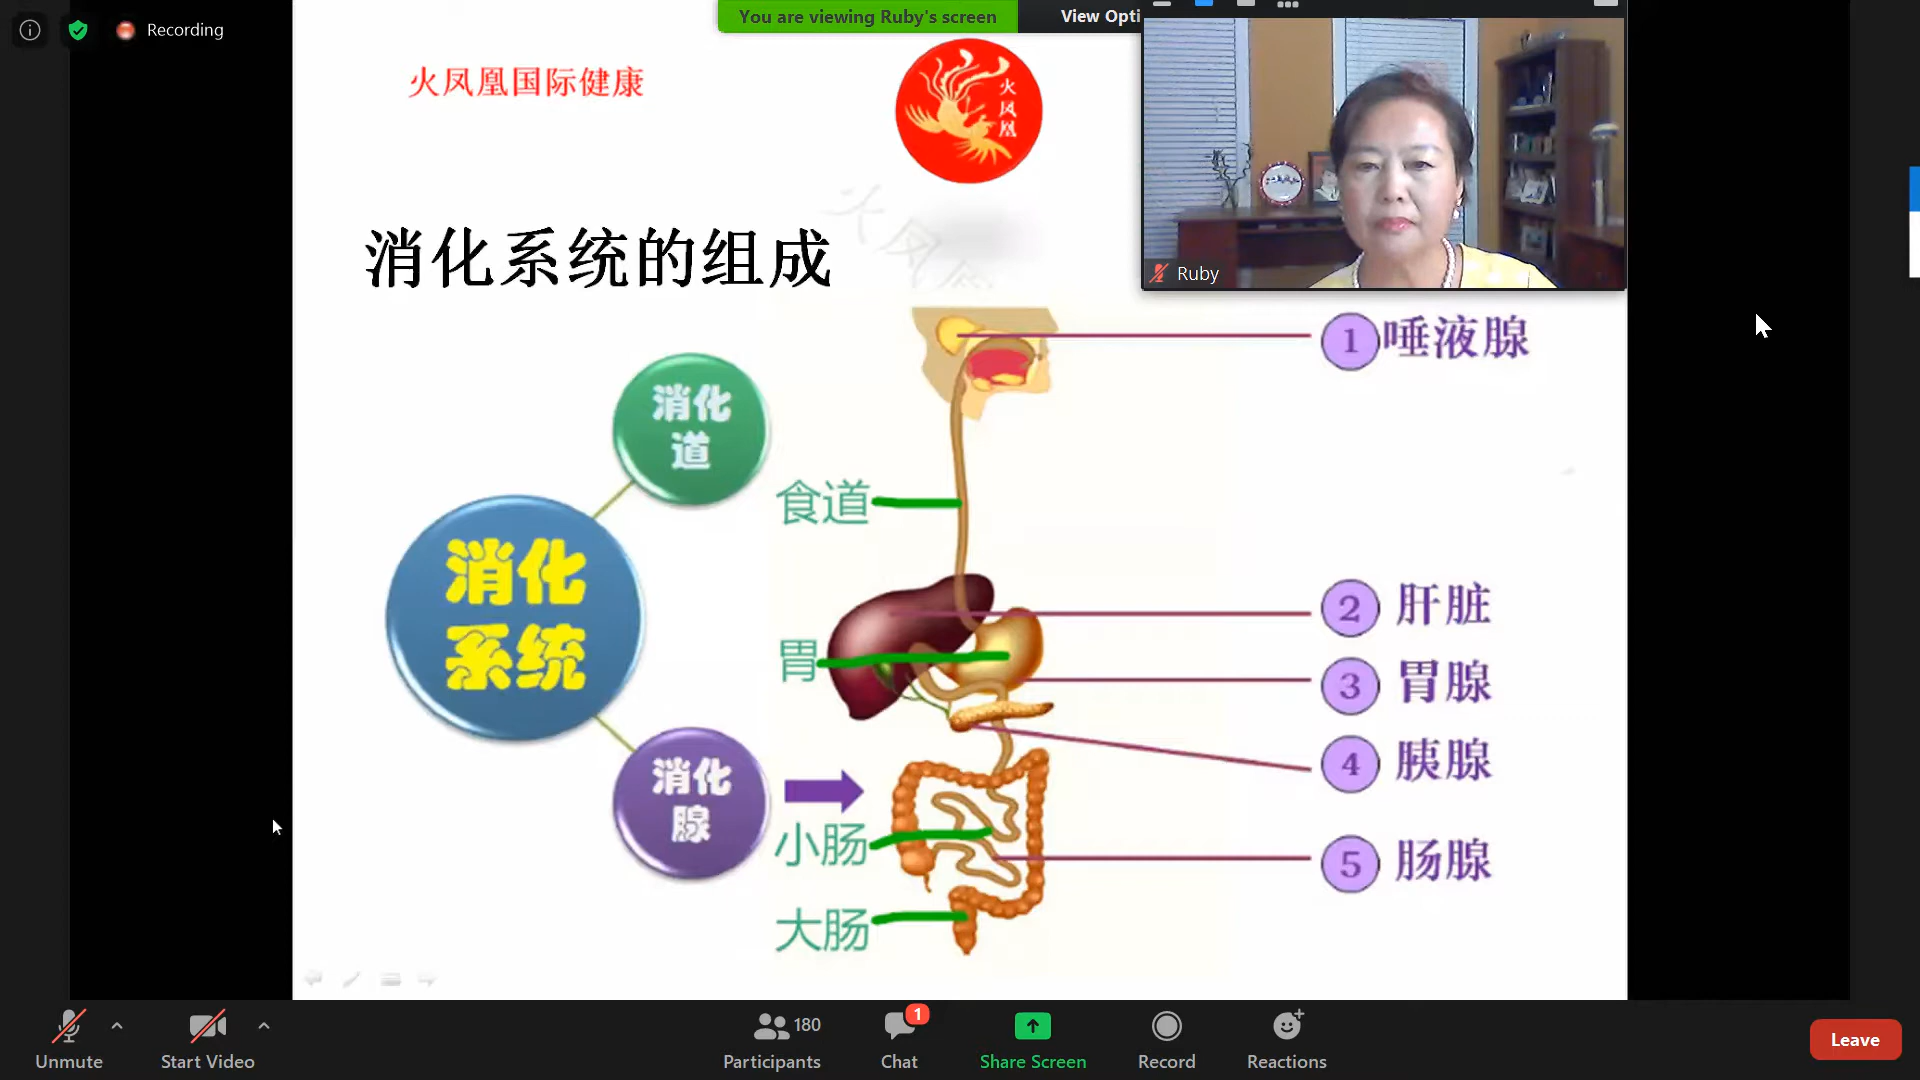 Recording
You are viewing Ruby's screen
View Opti
火凤凰国际健康
火凤凰
火凤凰
消化系统的组成
Ruby
① 唾液腺
消化
道
食道
消化
系统
② 肝脏
胃
③ 胃腺
④ 胰腺
消化
腺
小肠
⑤ 肠腺
大肠
Unmute
Start Video
180
Participants
1
Chat
Share Screen
Record
Reactions
Leave